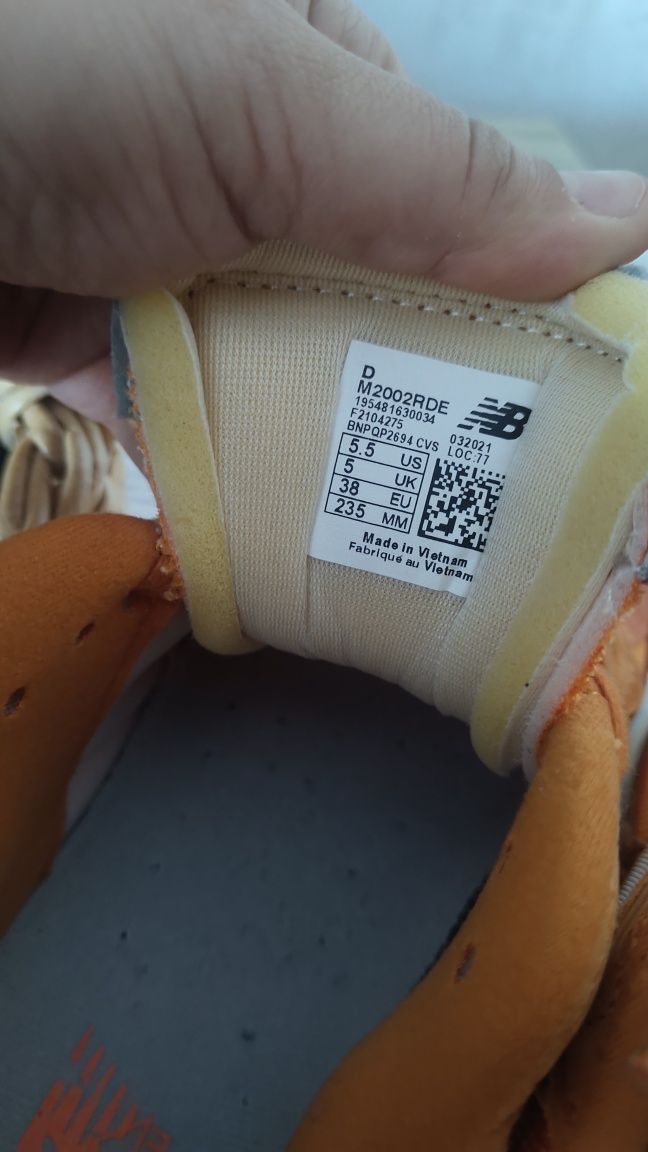 D
M2002RDE
195481630034
F2104275
BNPQP2694 CVS
NB
032021
LOC:77
5.5 US
5 UK
38 EU
235 MM
Made in Vietnam
Fabriqué au Vietnam